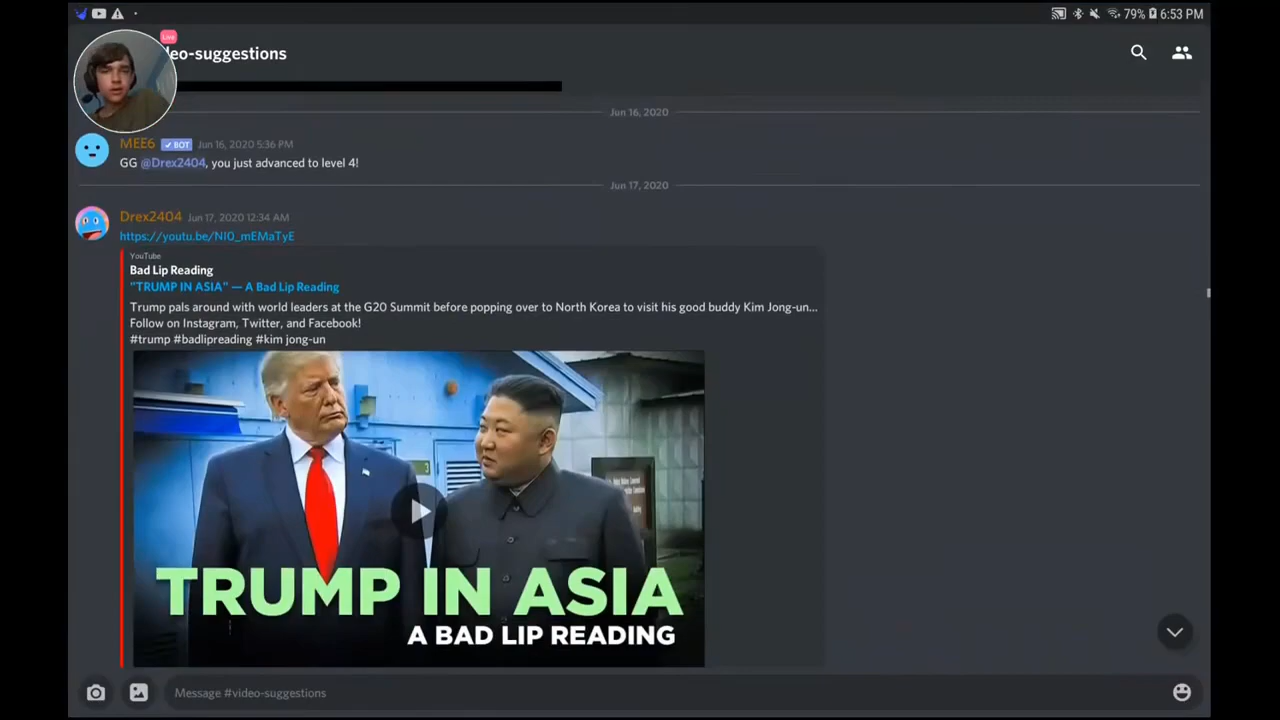 79% 6:53 PM
Live
eo-suggestions
Jun 16, 2020
MEE6 ✔ BOT Jun 16, 2020 5:36 PM
GG @Drex2404, you just advanced to level 4!
Jun 17, 2020
Drex2404 Jun 17, 2020 12:34 AM
https://youtu.be/NI0_mEMaTyE
YouTube
Bad Lip Reading
"TRUMP IN ASIA" — A Bad Lip Reading
Trump pals around with world leaders at the G20 Summit before popping over to North Korea to visit his good buddy Kim Jong-un...
Follow on Instagram, Twitter, and Facebook!
#trump #badlipreading #kim jong-un
TRUMP IN ASIA
A BAD LIP READING
Message #video-suggestions